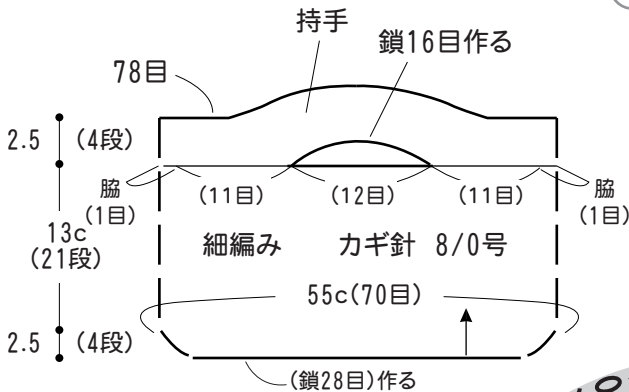 持手
鎖16目作る
78目
2.5 (4段)
脇
(1目)
(11目)
(12目)
(11目)
脇
(1目)
13c
(21段)
細編み カギ針 8/0号
55c(70目)
2.5 (4段)
(鎖28目)作る